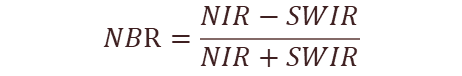 NBR = (NIR − SWIR) / (NIR + SWIR)